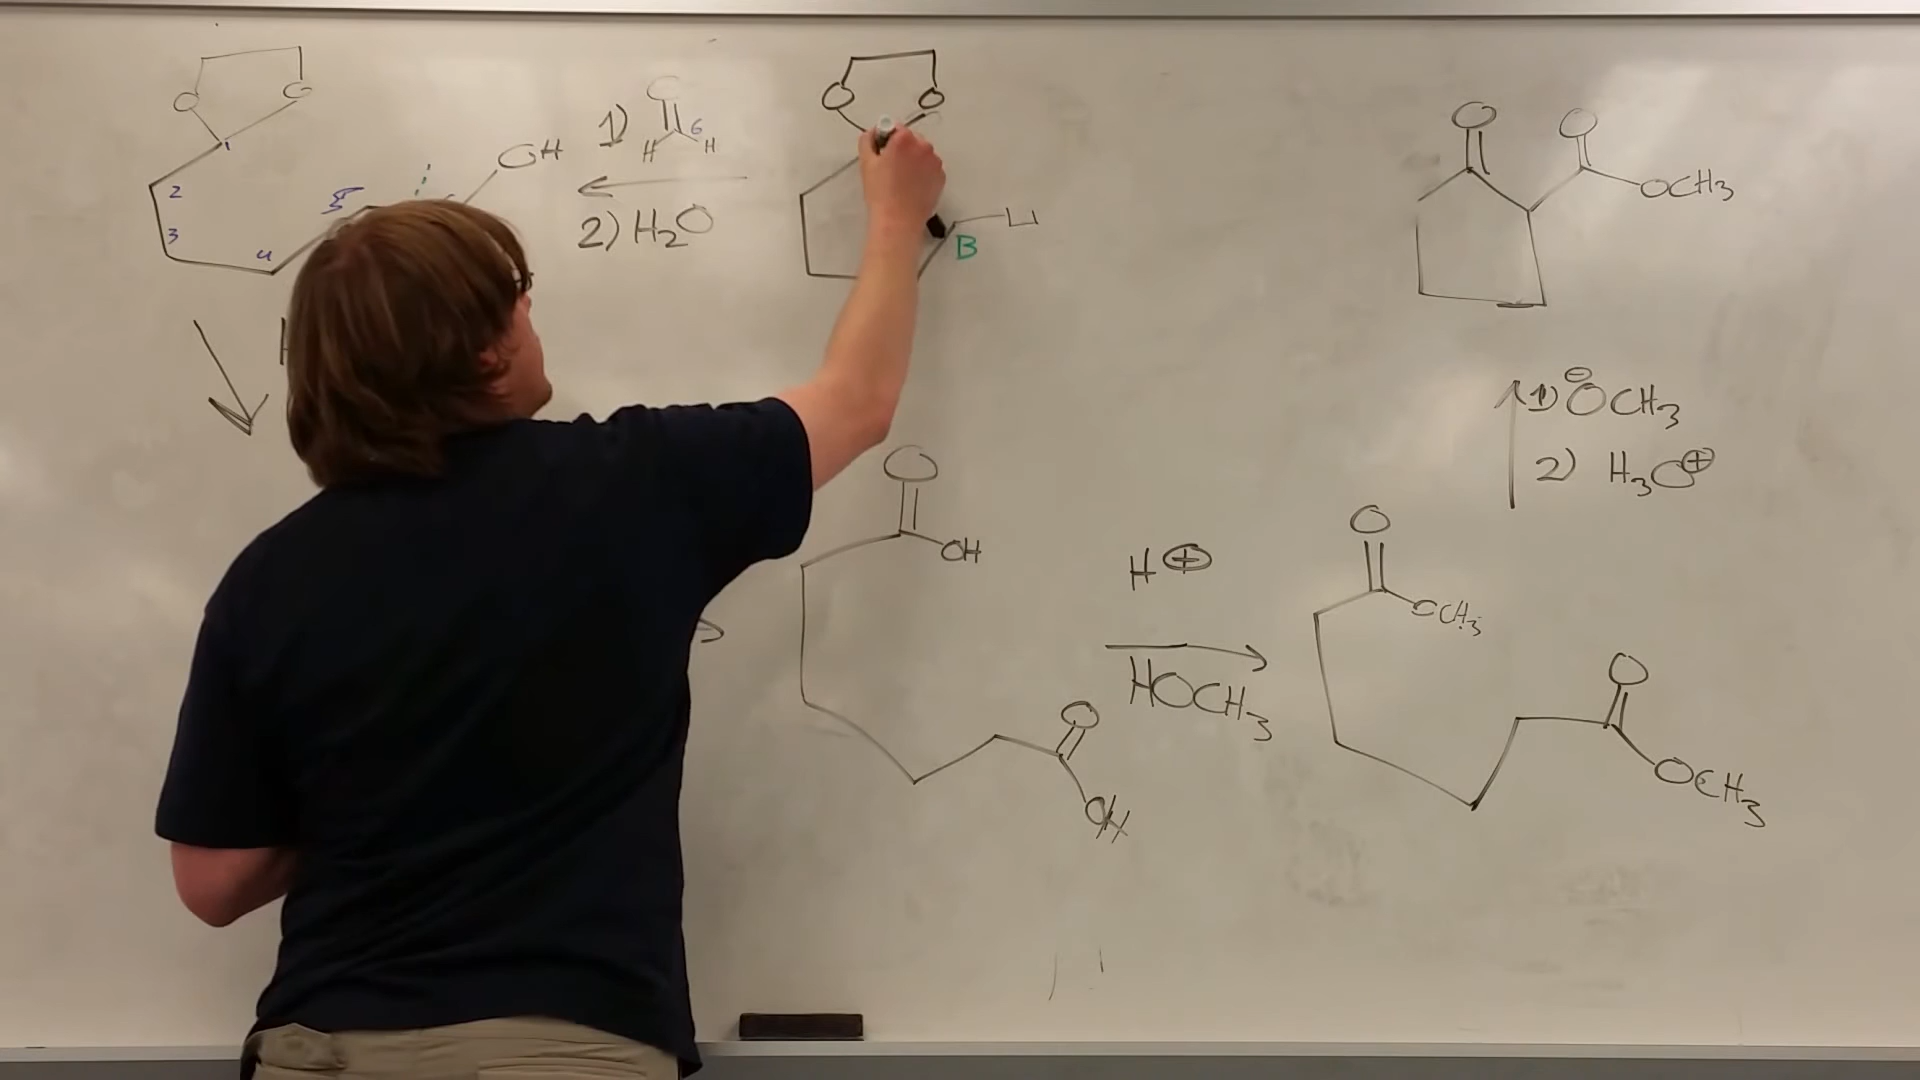 O O
1
2
3
4
5
OH
1) O
H 6 H
2) H2O
O O
Li
B
O O
OCH3
1) ⊖OCH3
2) H3O⊕
O
OH
O
OH
H⊕
HOCH3
O
OCH3
O
OCH3